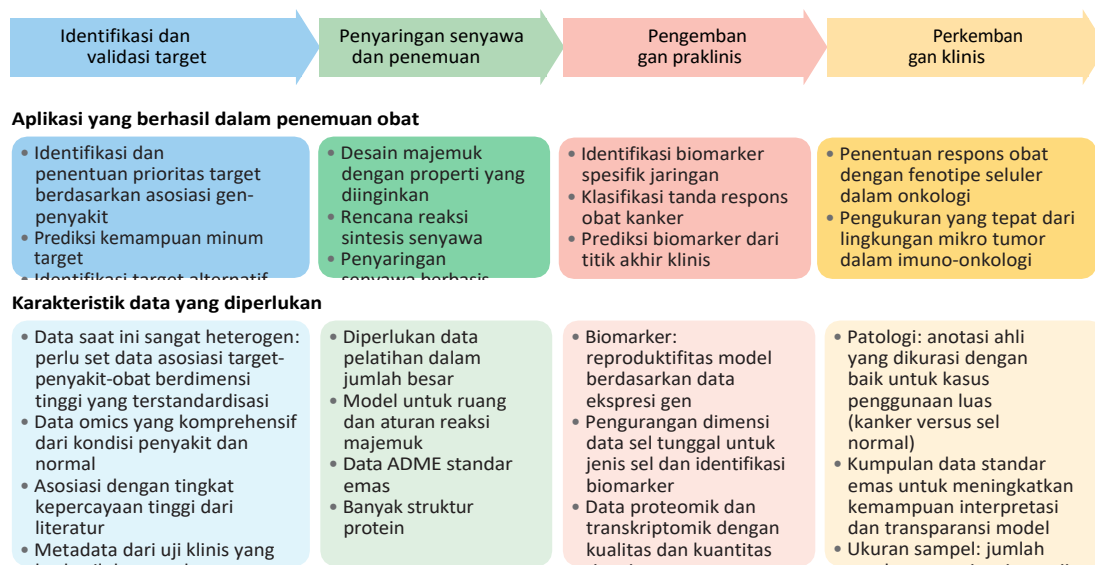 Identifikasi dan
validasi target
Penyaringan senyawa
dan penemuan
Pengemban
gan praklinis
Perkemban
gan klinis
Aplikasi yang berhasil dalam penemuan obat
• Identifikasi dan
penentuan prioritas target
berdasarkan asosiasi gen-
penyakit
• Prediksi kemampuan minum
target
• Identifikasi target alternatif
• Desain majemuk
dengan properti yang
diinginkan
• Rencana reaksi
sintesis senyawa
• Penyaringan
senyawa berbasis
• Identifikasi biomarker
spesifik jaringan
• Klasifikasi tanda respons
obat kanker
• Prediksi biomarker dari
titik akhir klinis
• Penentuan respons obat
dengan fenotipe seluler
dalam onkologi
• Pengukuran yang tepat dari
lingkungan mikro tumor
dalam imuno-onkologi
Karakteristik data yang diperlukan
• Data saat ini sangat heterogen:
perlu set data asosiasi target-
penyakit-obat berdimensi
tinggi yang terstandardisasi
• Data omics yang komprehensif
dari kondisi penyakit dan
normal
• Asosiasi dengan tingkat
kepercayaan tinggi dari
literatur
• Metadata dari uji klinis yang
• Diperlukan data
pelatihan dalam
jumlah besar
• Model untuk ruang
dan aturan reaksi
majemuk
• Data ADME standar
emas
• Banyak struktur
protein
• Biomarker:
reproduktifitas model
berdasarkan data
ekspresi gen
• Pengurangan dimensi
data sel tunggal untuk
jenis sel dan identifikasi
biomarker
• Data proteomik dan
transkriptomik dengan
kualitas dan kuantitas
• Patologi: anotasi ahli
yang dikurasi dengan
baik untuk kasus
penggunaan luas
(kanker versus sel
normal)
• Kumpulan data standar
emas untuk meningkatkan
kemampuan interpretasi
dan transparansi model
• Ukuran sampel: jumlah